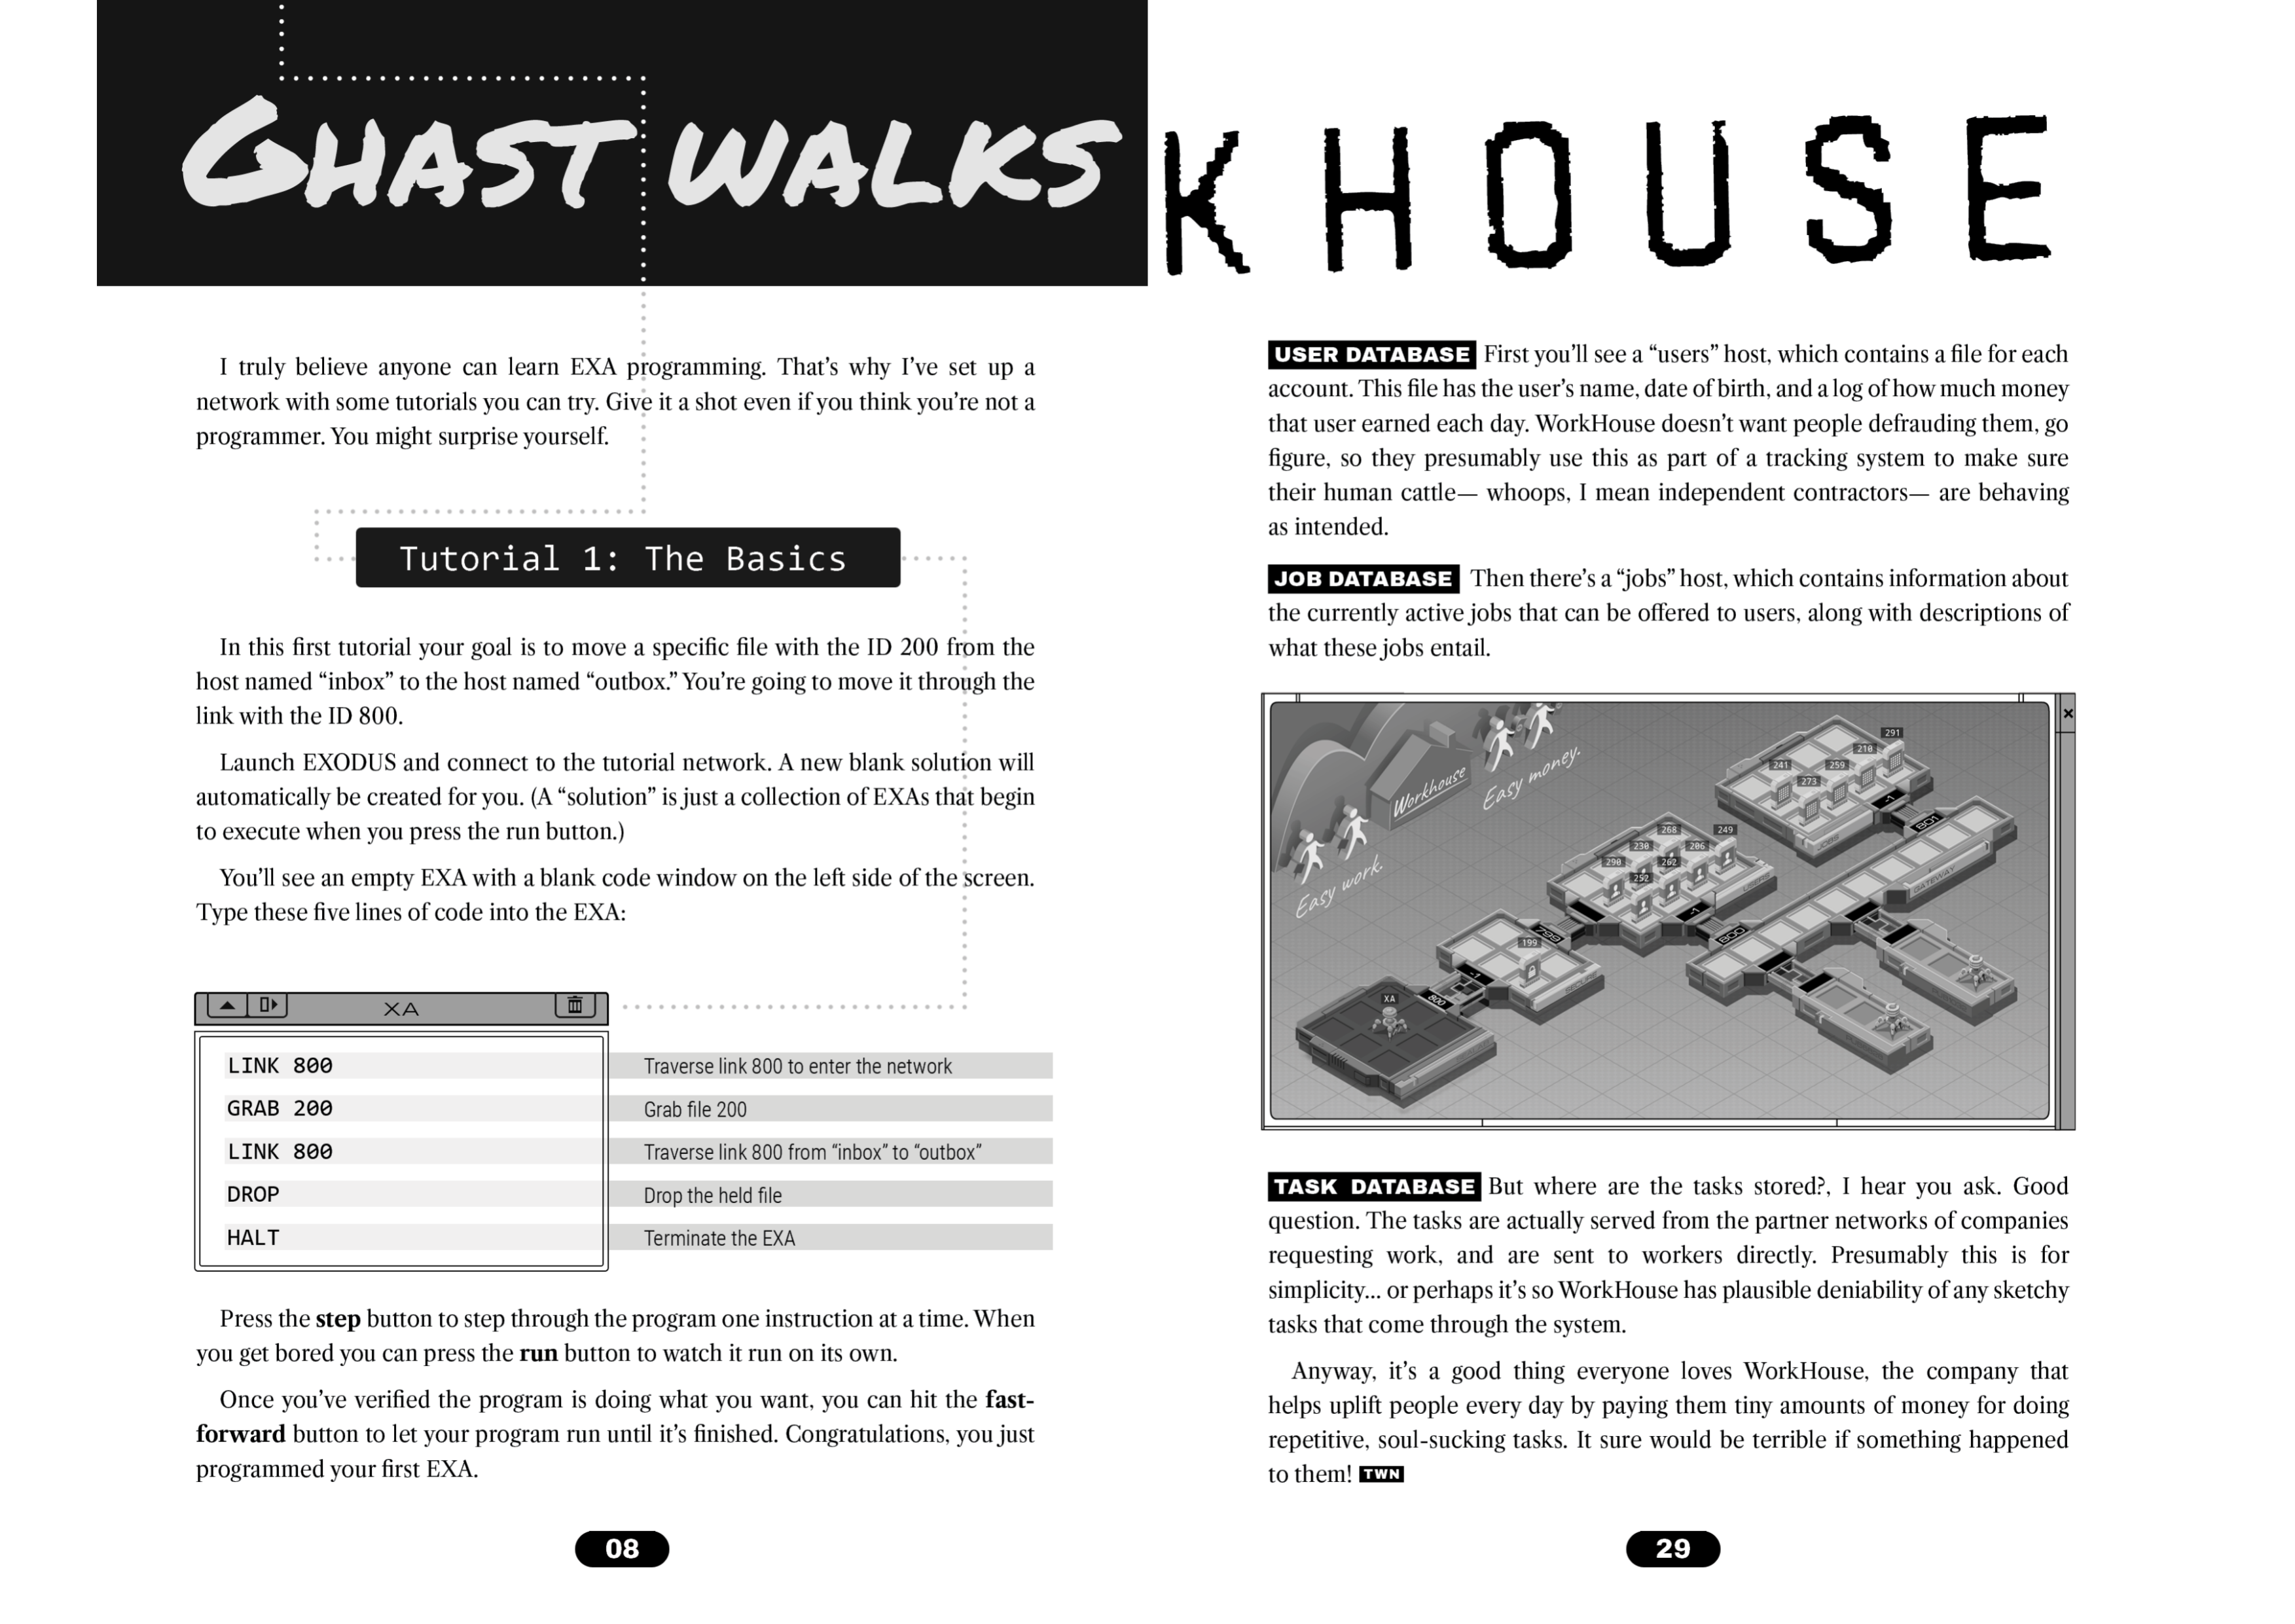 GHAST WALKS
I truly believe anyone can learn EXA programming. That’s why I’ve set up a
network with some tutorials you can try. Give it a shot even if you think you’re not a
programmer. You might surprise yourself.
Tutorial 1: The Basics
In this first tutorial your goal is to move a specific file with the ID 200 from the
host named “inbox” to the host named “outbox.” You’re going to move it through the
link with the ID 800.
Launch EXODUS and connect to the tutorial network. A new blank solution will
automatically be created for you. (A “solution” is just a collection of EXAs that begin
to execute when you press the run button.)
You’ll see an empty EXA with a blank code window on the left side of the screen.
Type these five lines of code into the EXA:
XA
LINK 800 Traverse link 800 to enter the network
GRAB 200 Grab file 200
LINK 800 Traverse link 800 from “inbox” to “outbox”
DROP Drop the held file
HALT Terminate the EXA
Press the step button to step through the program one instruction at a time. When
you get bored you can press the run button to watch it run on its own.
Once you’ve verified the program is doing what you want, you can hit the fast-
forward button to let your program run until it’s finished. Congratulations, you just
programmed your first EXA.
08
KHOUSE
USER DATABASE First you’ll see a “users” host, which contains a file for each
account. This file has the user’s name, date of birth, and a log of how much money
that user earned each day. WorkHouse doesn’t want people defrauding them, go
figure, so they presumably use this as part of a tracking system to make sure
their human cattle— whoops, I mean independent contractors— are behaving
as intended.
JOB DATABASE Then there’s a “jobs” host, which contains information about
the currently active jobs that can be offered to users, along with descriptions of
what these jobs entail.
Workhouse
Easy money.
Easy work.
291
210
241
259
273
-1
801
GATEWAY
268
249
230
206
290
262
252
-1
800
799
199
-1
800
XA
TASK DATABASE But where are the tasks stored?, I hear you ask. Good
question. The tasks are actually served from the partner networks of companies
requesting work, and are sent to workers directly. Presumably this is for
simplicity... or perhaps it’s so WorkHouse has plausible deniability of any sketchy
tasks that come through the system.
Anyway, it’s a good thing everyone loves WorkHouse, the company that
helps uplift people every day by paying them tiny amounts of money for doing
repetitive, soul-sucking tasks. It sure would be terrible if something happened
to them! TWN
29